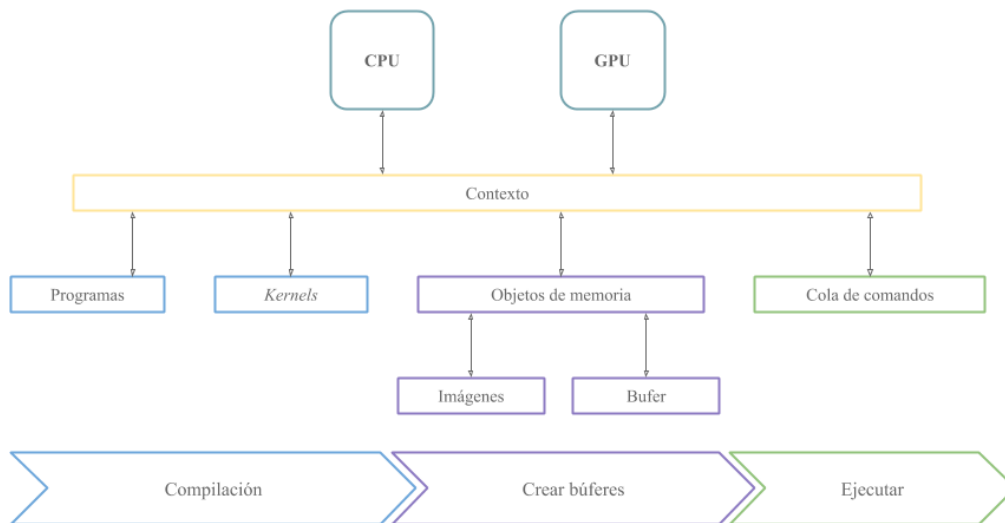 CPU
GPU
Contexto
Programas
Kernels
Objetos de memoria
Cola de comandos
Imágenes
Bufer
Compilación
Crear búferes
Ejecutar